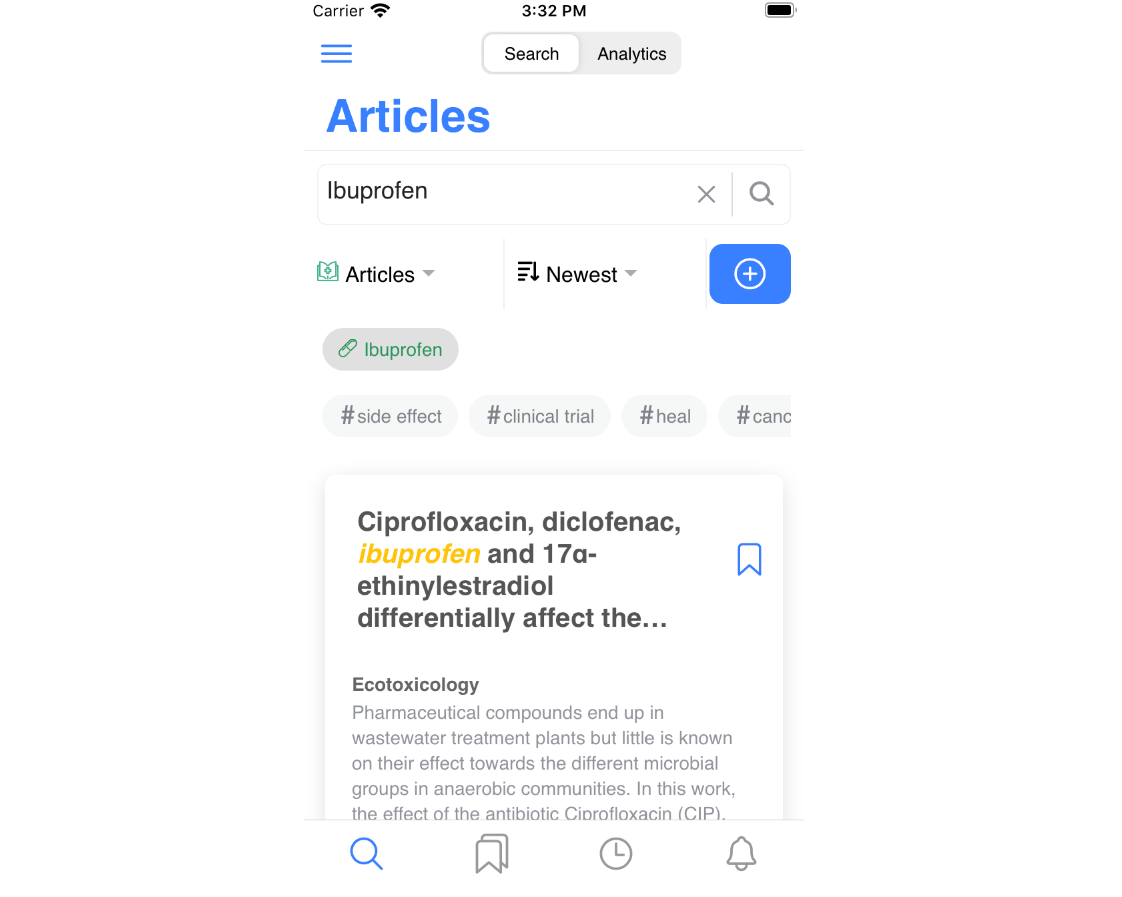 Carrier 3:32 PM
Search Analytics
Articles
Ibuprofen
Articles Newest
Ibuprofen
#side effect #clinical trial #heal #canc
Ciprofloxacin, diclofenac,
ibuprofen and 17α-
ethinylestradiol
differentially affect the...
Ecotoxicology
Pharmaceutical compounds end up in
wastewater treatment plants but little is known
on their effect towards the different microbial
groups in anaerobic communities. In this work,
the effect of the antibiotic Ciprofloxacin (CIP),